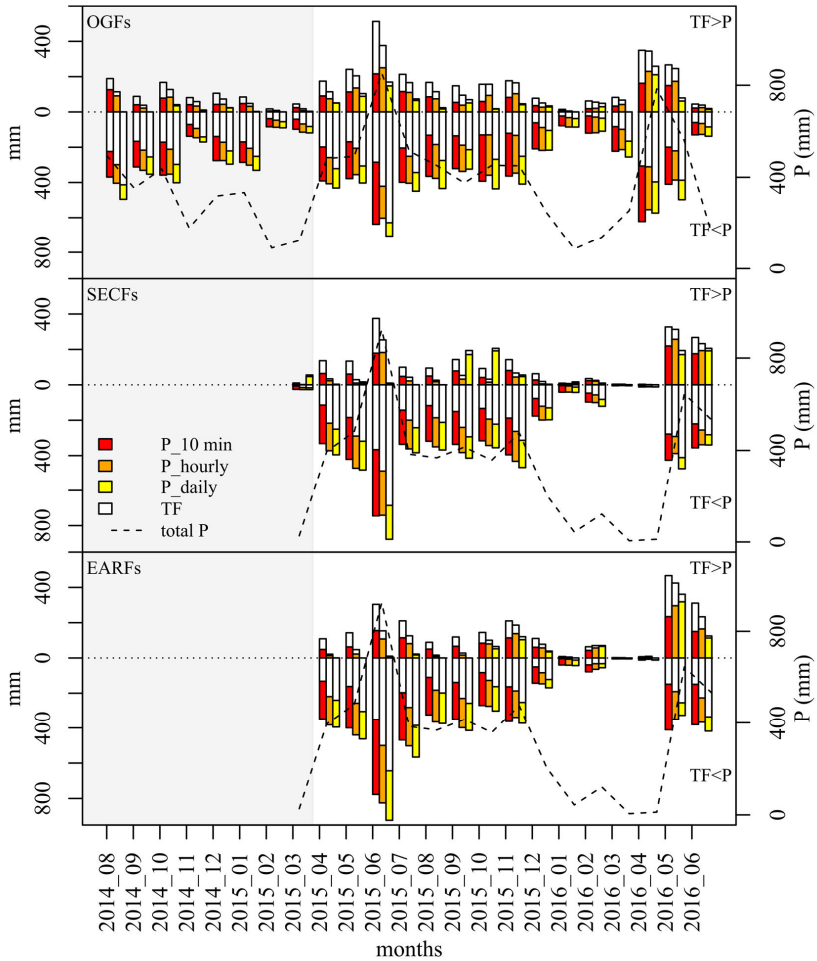 OGFs
TF>P
400
0
400
800
mm
TF<P
800
400
0
P (mm)
SECFs
TF>P
400
0
400
800
mm
P_10 min
P_hourly
P_daily
TF
total P
TF<P
800
400
0
P (mm)
EARFs
TF>P
400
0
400
800
mm
TF<P
800
400
0
P (mm)
2014_08
2014_09
2014_10
2014_11
2014_12
2015_01
2015_02
2015_03
2015_04
2015_05
2015_06
2015_07
2015_08
2015_09
2015_10
2015_11
2015_12
2016_01
2016_02
2016_03
2016_04
2016_05
2016_06
months